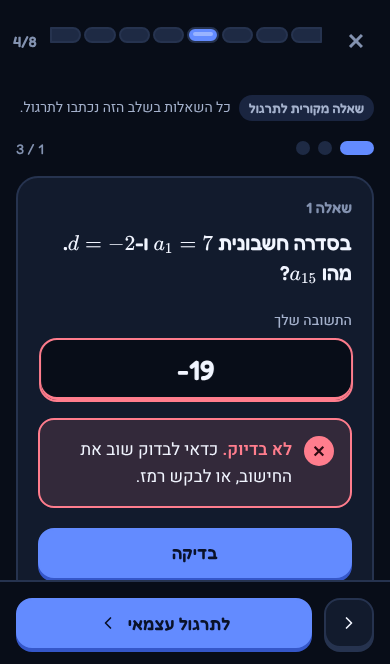 4/8
שאלה מקורית לתרגול כל השאלות בשלב הזה נכתבו לתרגול.
3 / 1
שאלה 1
בסדרה חשבונית a₁ = 7 ו-d = −2.
מהו a₁₅?
התשובה שלך
-19
לא בדיוק. כדאי לבדוק שוב את
החישוב, או לבקש רמז.
בדיקה
לתרגול עצמאי